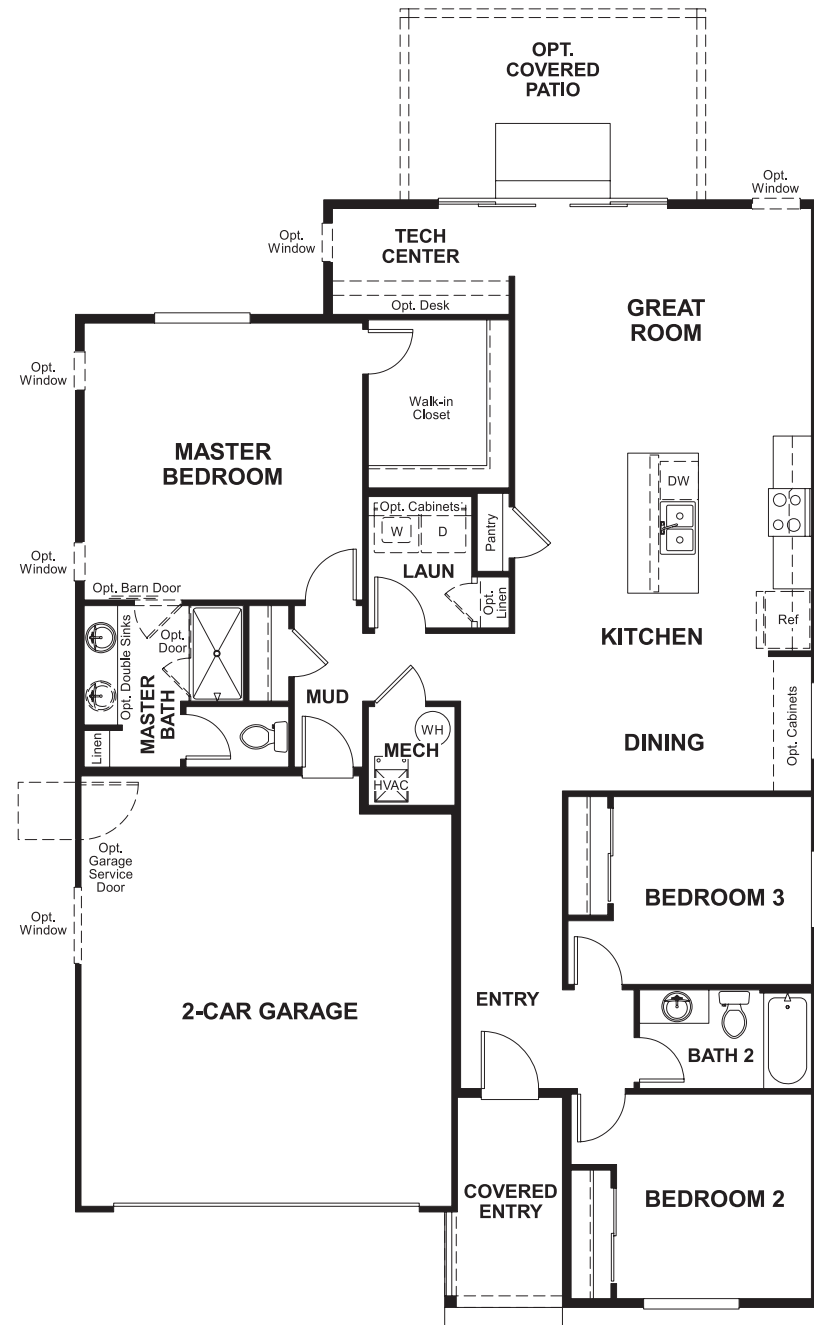 OPT.
COVERED
PATIO
Opt.
Window
Opt.
Window
TECH
CENTER
Opt. Desk
GREAT
ROOM
Opt.
Window
Walk-in
Closet
MASTER
BEDROOM
DW
Opt. Cabinets
W
D
Pantry
LAUN
Opt.
Linen
Opt.
Window
Opt. Barn Door
Opt. Double Sinks
Opt.
Door
MASTER
BATH
Linen
MUD
KITCHEN
Ref
WH
MECH
HVAC
DINING
Opt. Cabinets
Opt.
Garage
Service
Door
Opt.
Window
BEDROOM 3
2-CAR GARAGE
ENTRY
BATH 2
COVERED
ENTRY
BEDROOM 2